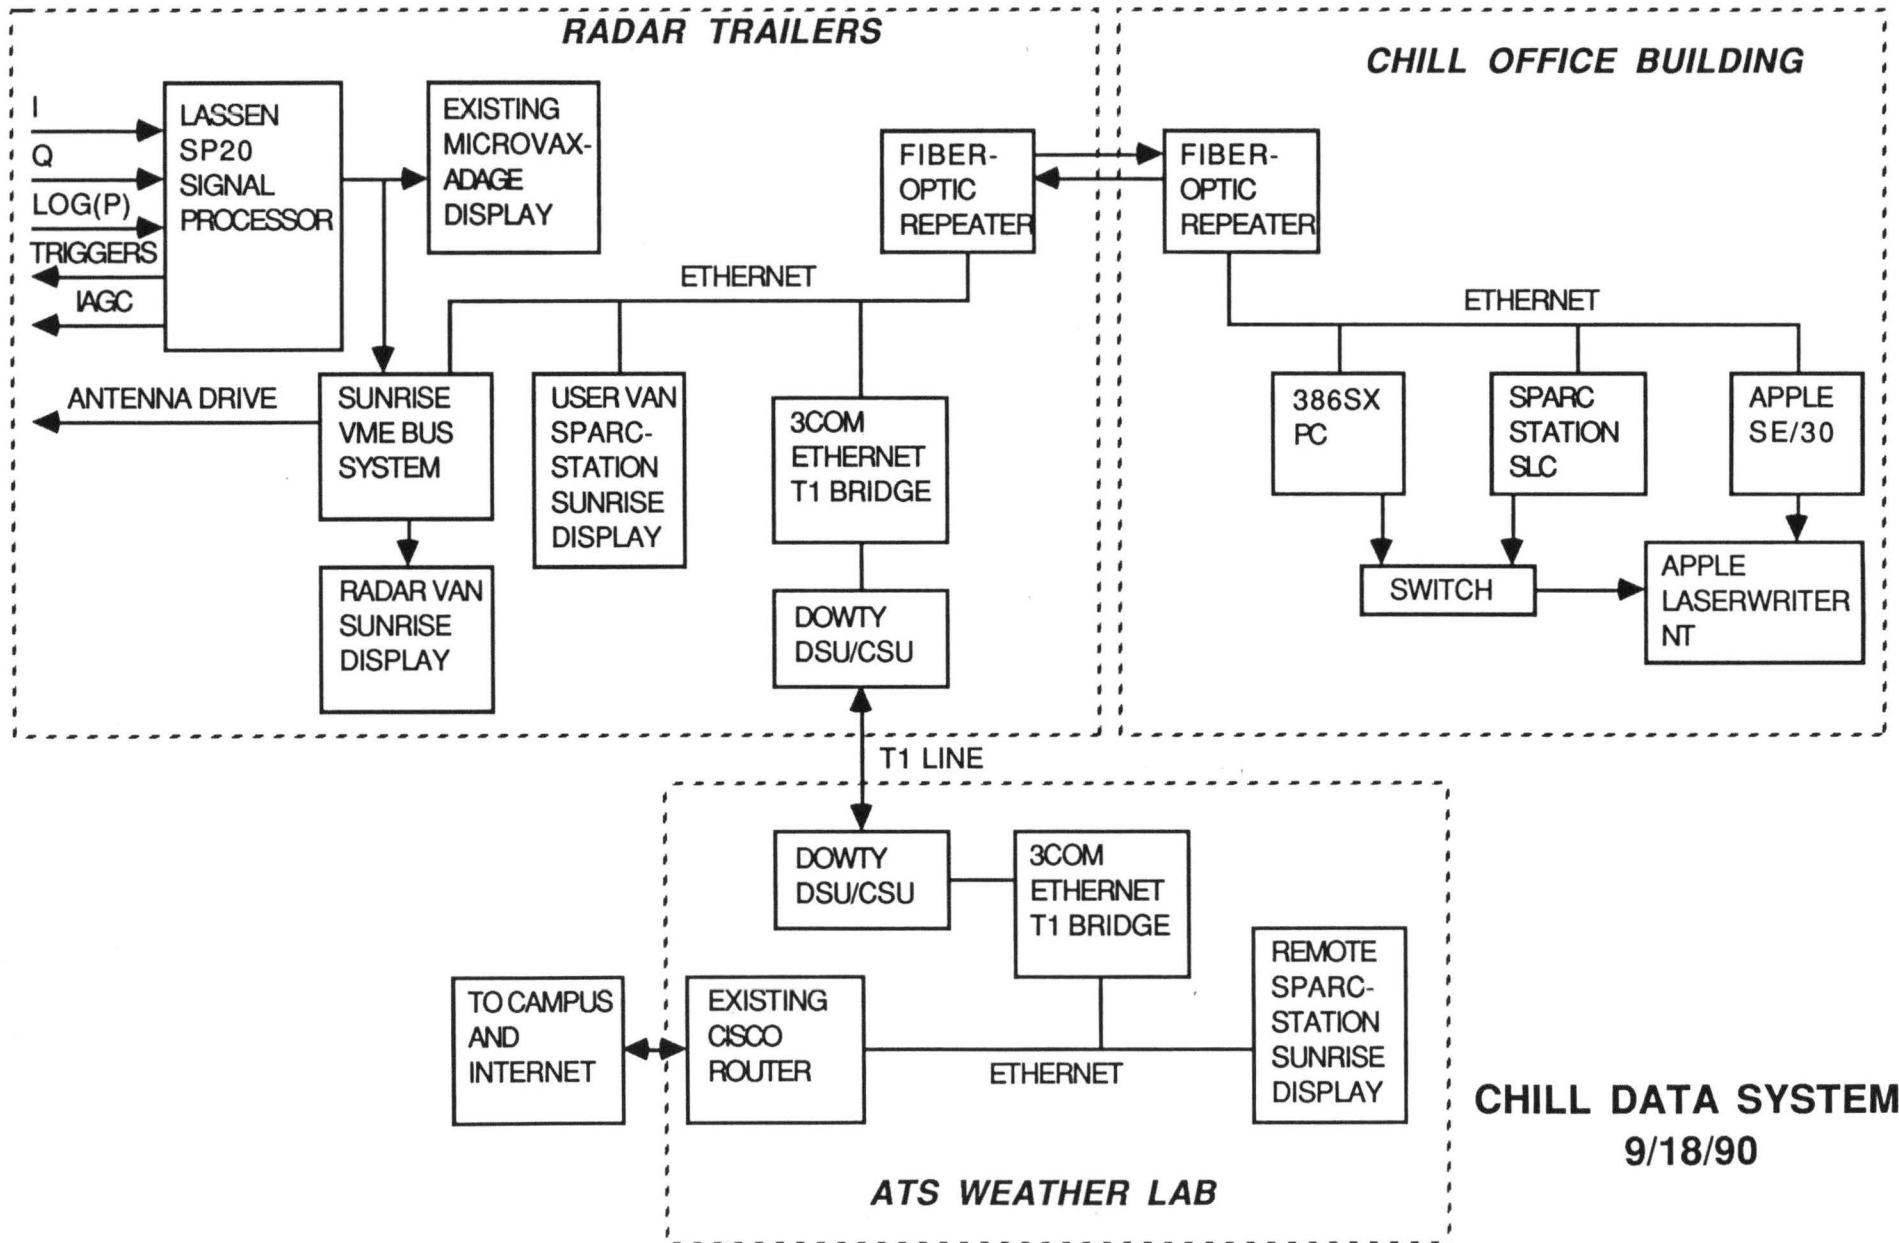 RADAR TRAILERS
CHILL OFFICE BUILDING
I
Q
LOG(P)
TRIGGERS
IAGC
LASSEN
SP20
SIGNAL
PROCESSOR
EXISTING
MICROVAX-
ADAGE
DISPLAY
FIBER-
OPTIC
REPEATER
FIBER-
OPTIC
REPEATER
ETHERNET
ETHERNET
ANTENNA DRIVE
SUNRISE
VME BUS
SYSTEM
USER VAN
SPARC-
STATION
SUNRISE
DISPLAY
3COM
ETHERNET
T1 BRIDGE
386SX
PC
SPARC
STATION
SLC
APPLE
SE/30
RADAR VAN
SUNRISE
DISPLAY
DOWTY
DSU/CSU
SWITCH
APPLE
LASERWRITER
NT
T1 LINE
DOWTY
DSU/CSU
3COM
ETHERNET
T1 BRIDGE
REMOTE
SPARC-
STATION
SUNRISE
DISPLAY
TO CAMPUS
AND
INTERNET
EXISTING
CISCO
ROUTER
ETHERNET
CHILL DATA SYSTEM
9/18/90
ATS WEATHER LAB